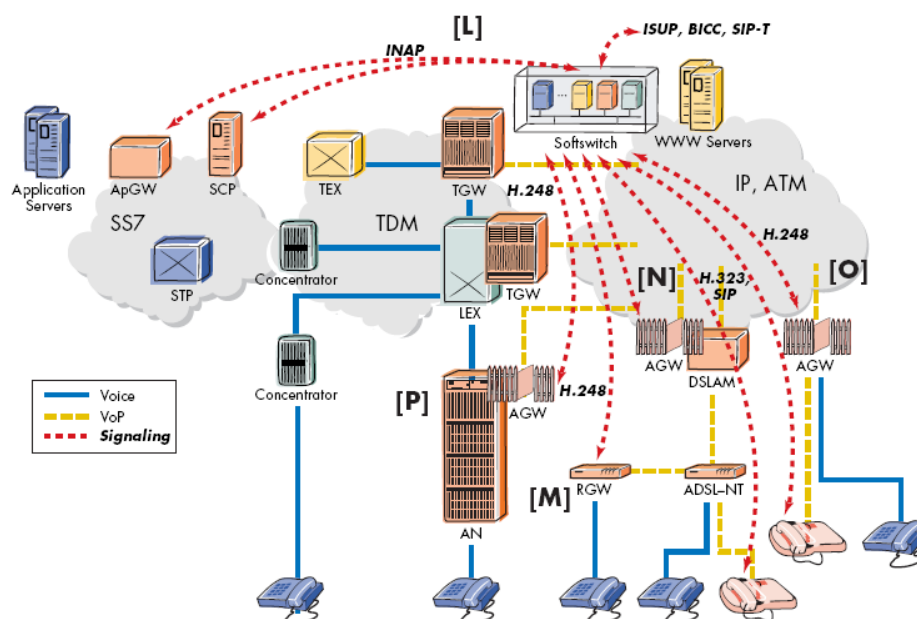 [L]
ISUP, BICC, SIP-T
INAP
Softswitch
WWW Servers
Application
Servers
ApGW
SCP
TEX
TGW
H.248
IP, ATM
SS7
TDM
H.248
STP
Concentrator
TGW
LEX
[N]
H.323,
SIP
[O]
Concentrator
AGW
DSLAM
AGW
[P]
AGW
H.248
Voice
VoP
Signaling
[M]
RGW
ADSL–NT
AN